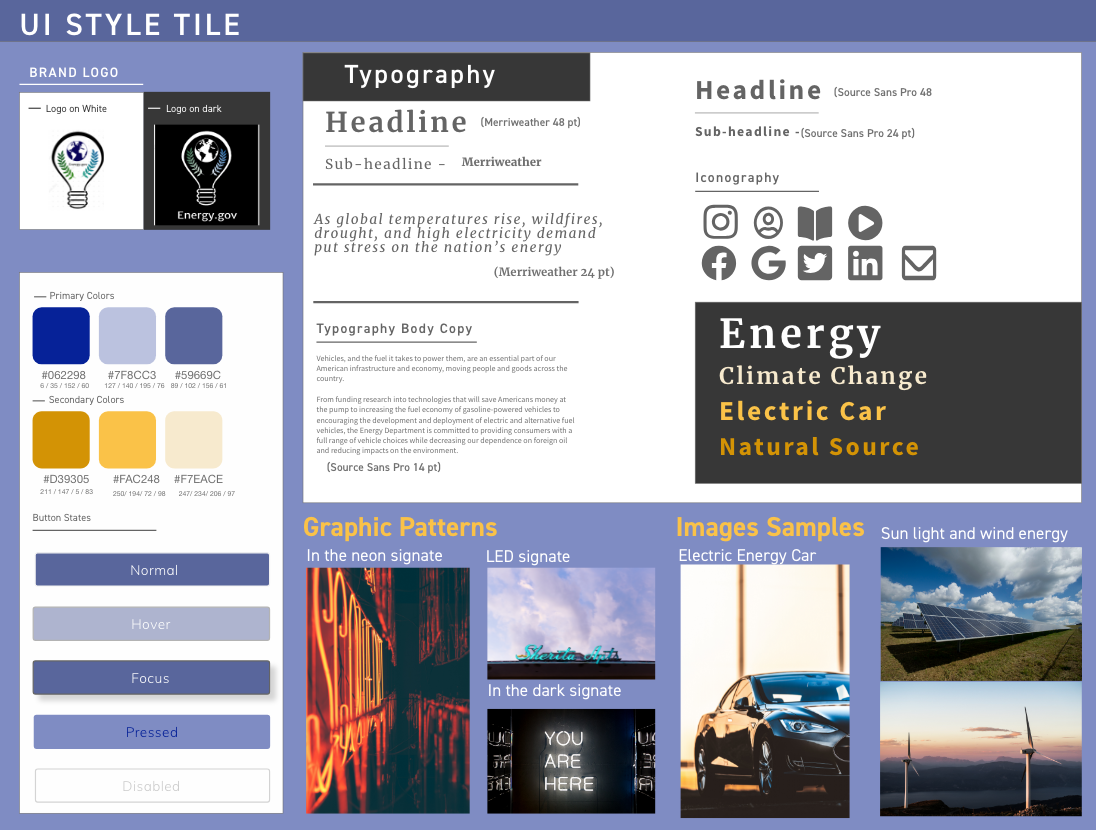 UI STYLE TILE
BRAND LOGO
Logo on White
Logo on dark
Energy.gov
Primary Colors
#062298
#7F8CC3
#59669C
6 / 35 / 152 / 60
127 / 140 / 195 / 76
89 / 102 / 156 / 61
Secondary Colors
#D39305
#FAC248
#F7EACE
211 / 147 / 5 / 83
250/ 194/ 72 / 98
247/ 234/ 206 / 97
Button States
Normal
Hover
Focus
Pressed
Disabled
Typography
Headline (Merriweather 48 pt)
Sub-headline - Merriweather
As global temperatures rise, wildfires,
drought, and high electricity demand
put stress on the nation’s energy
(Merriweather 24 pt)
Typography Body Copy
Vehicles, and the fuel it takes to power them, are an essential part of our
American infrastructure and economy, moving people and goods across the
country.
From funding research into technologies that will save Americans money at
the pump to increasing the fuel economy of gasoline-powered vehicles to
encouraging the development and deployment of electric and alternative fuel
vehicles, the Energy Department is committed to providing consumers with a
full range of vehicle choices while decreasing our dependence on foreign oil
and reducing impacts on the environment.
(Source Sans Pro 14 pt)
Headline (Source Sans Pro 48
Sub-headline -(Source Sans Pro 24 pt)
Iconography
Energy
Climate Change
Electric Car
Natural Source
Graphic Patterns
In the neon signate
LED signate
In the dark signate
YOU
ARE
HERE
Images Samples
Electric Energy Car
Sun light and wind energy